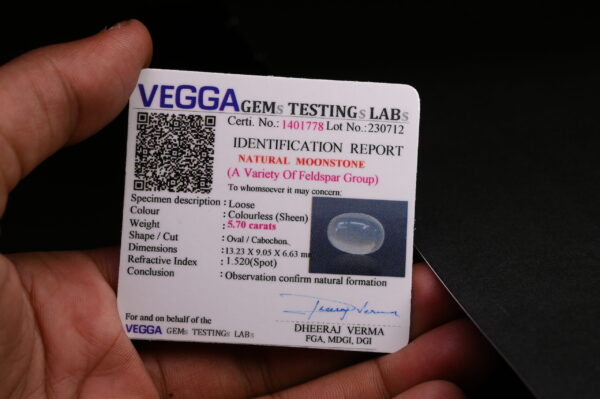 VEGGA GEMs TESTINGs LABs
Certi. No.: 1401778 Lot No.:230712
IDENTIFICATION REPORT
NATURAL MOONSTONE
(A Variety Of Feldspar Group)
To whomsoever it may concern:
Specimen description : Loose
Colour : Colourless (Sheen)
Weight : 5.70 carats
Shape / Cut : Oval / Cabochon.
Dimensions : 13.23 X 9.05 X 6.63 mm
Refractive Index : 1.520(Spot)
Conclusion : Observation confirm natural formation
Dheeraj Verma
For and on behalf of the
VEGGA GEMs TESTINGs LABs
DHEERAJ VERMA
FGA, MDGI, DGI